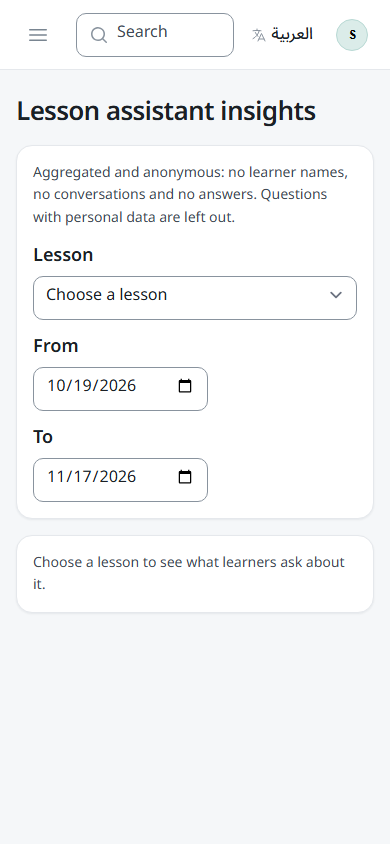 Search
العربية
S
Lesson assistant insights
Aggregated and anonymous: no learner names,
no conversations and no answers. Questions
with personal data are left out.
Lesson
Choose a lesson
From
10/19/2026
To
11/17/2026
Choose a lesson to see what learners ask about
it.